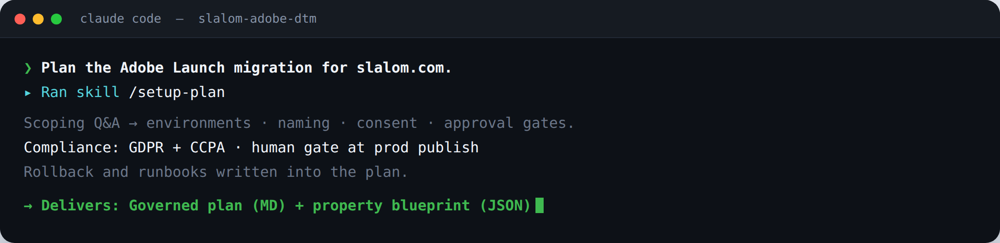 claude code — slalom-adobe-dtm
❯ Plan the Adobe Launch migration for slalom.com.
▸ Ran skill /setup-plan
Scoping Q&A → environments · naming · consent · approval gates.
Compliance: GDPR + CCPA · human gate at prod publish
Rollback and runbooks written into the plan.
→ Delivers: Governed plan (MD) + property blueprint (JSON)